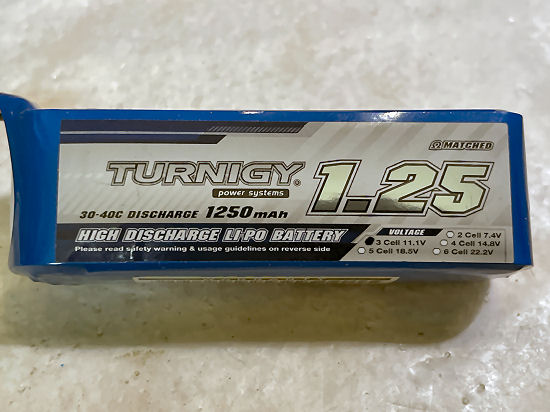 MATCHED
TURNIGY®
power systems
1.25
30-40C DISCHARGE 1250mAh
HIGH DISCHARGE LI-PO BATTERY
Please read safety warning & usage guidelines on reverse side
VOLTAGE
2 Cell 7.4V
3 Cell 11.1V
4 Cell 14.8V
5 Cell 18.5V
6 Cell 22.2V